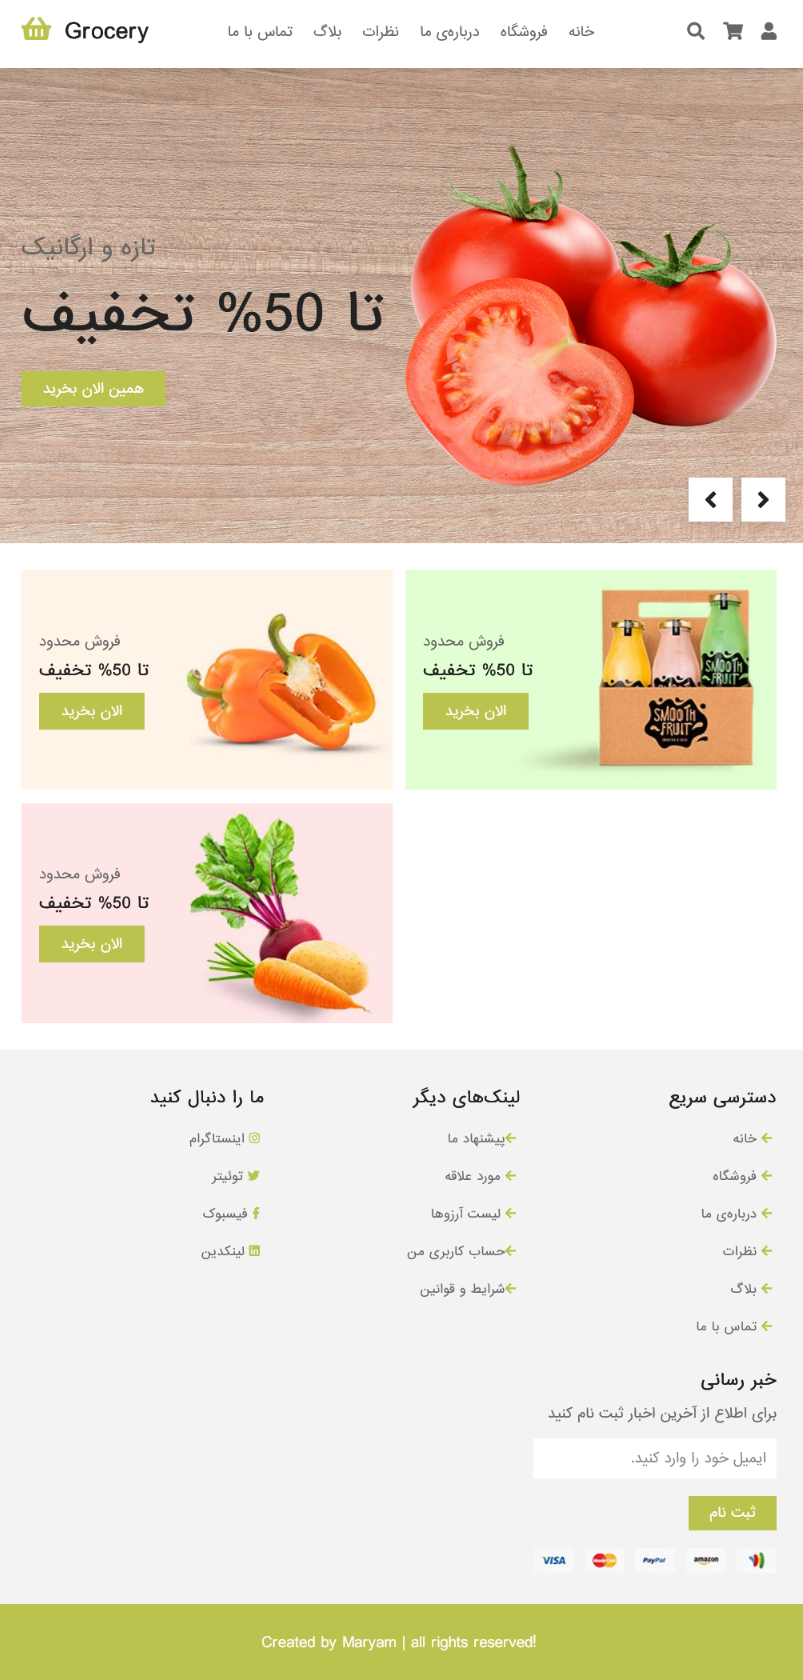 Grocery
خانه
فروشگاه
درباره‌ی ما
نظرات
بلاگ
تماس با ما
تازه و ارگانیک
تا 50% تخفیف
همین الان بخرید
فروش محدود
تا 50% تخفیف
الان بخرید
SMOOTH
FRUIT
فروش محدود
تا 50% تخفیف
الان بخرید
فروش محدود
تا 50% تخفیف
الان بخرید
دسترسی سریع
خانه
فروشگاه
درباره‌ی ما
نظرات
بلاگ
تماس با ما
لینک‌های دیگر
پیشنهاد ما
مورد علاقه
لیست آرزوها
حساب کاربری من
شرایط و قوانین
ما را دنبال کنید
اینستاگرام
توئیتر
فیسبوک
لینکدین
خبر رسانی
برای اطلاع از آخرین اخبار ثبت نام کنید
ایمیل خود را وارد کنید.
ثبت نام
VISA
MasterCard
PayPal
amazon
Created by Maryam | all rights reserved!